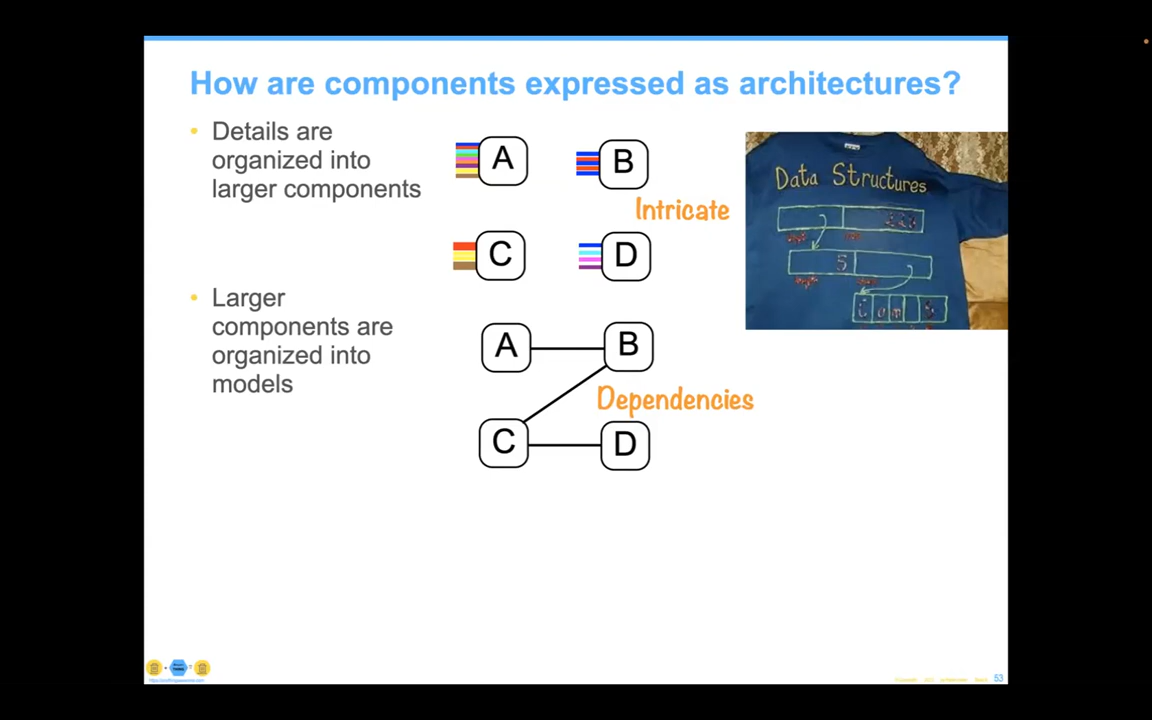 How are components expressed as architectures?
• Details are
organized into
larger components
A
B
Intricate
C
D
• Larger
components are
organized into
models
A
B
Dependencies
C
D
Data Structures
5
53